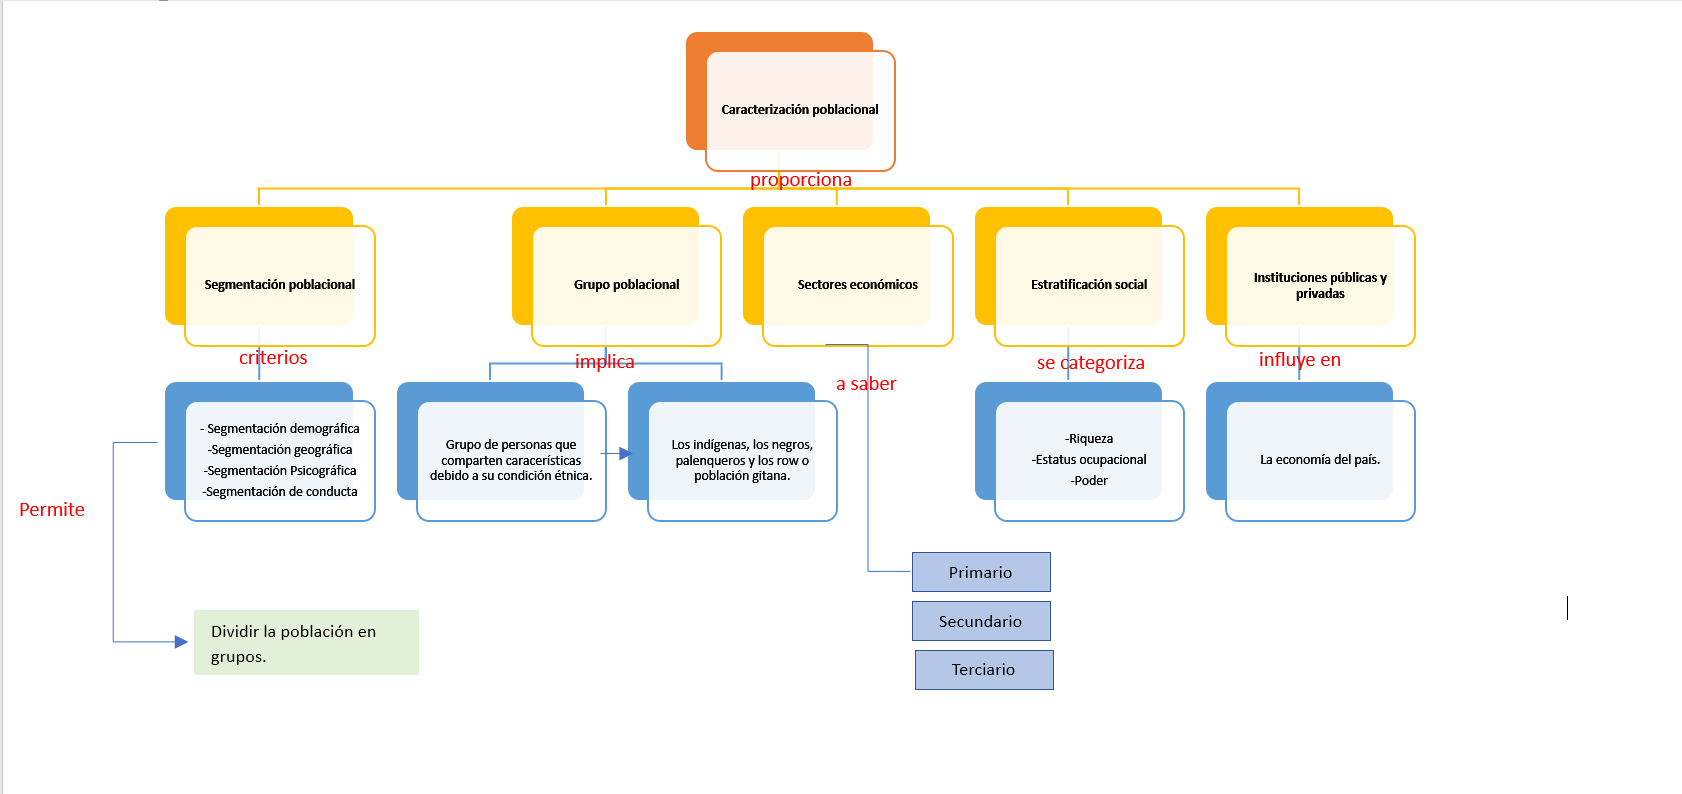 Caracterización poblacional
proporciona
Segmentación poblacional
Grupo poblacional
Sectores económicos
Estratificación social
Instituciones públicas y
privadas
criterios
implica
a saber
se categoriza
influye en
- Segmentación demográfica
-Segmentación geográfica
-Segmentación Psicográfica
-Segmentación de conducta
Grupo de personas que
comparten caracerísticas
debido a su condición étnica.
Los indígenas, los negros,
palenqueros y los row o
población gitana.
-Riqueza
-Estatus ocupacional
-Poder
La economía del país.
Permite
Dividir la población en
grupos.
Primario
Secundario
Terciario